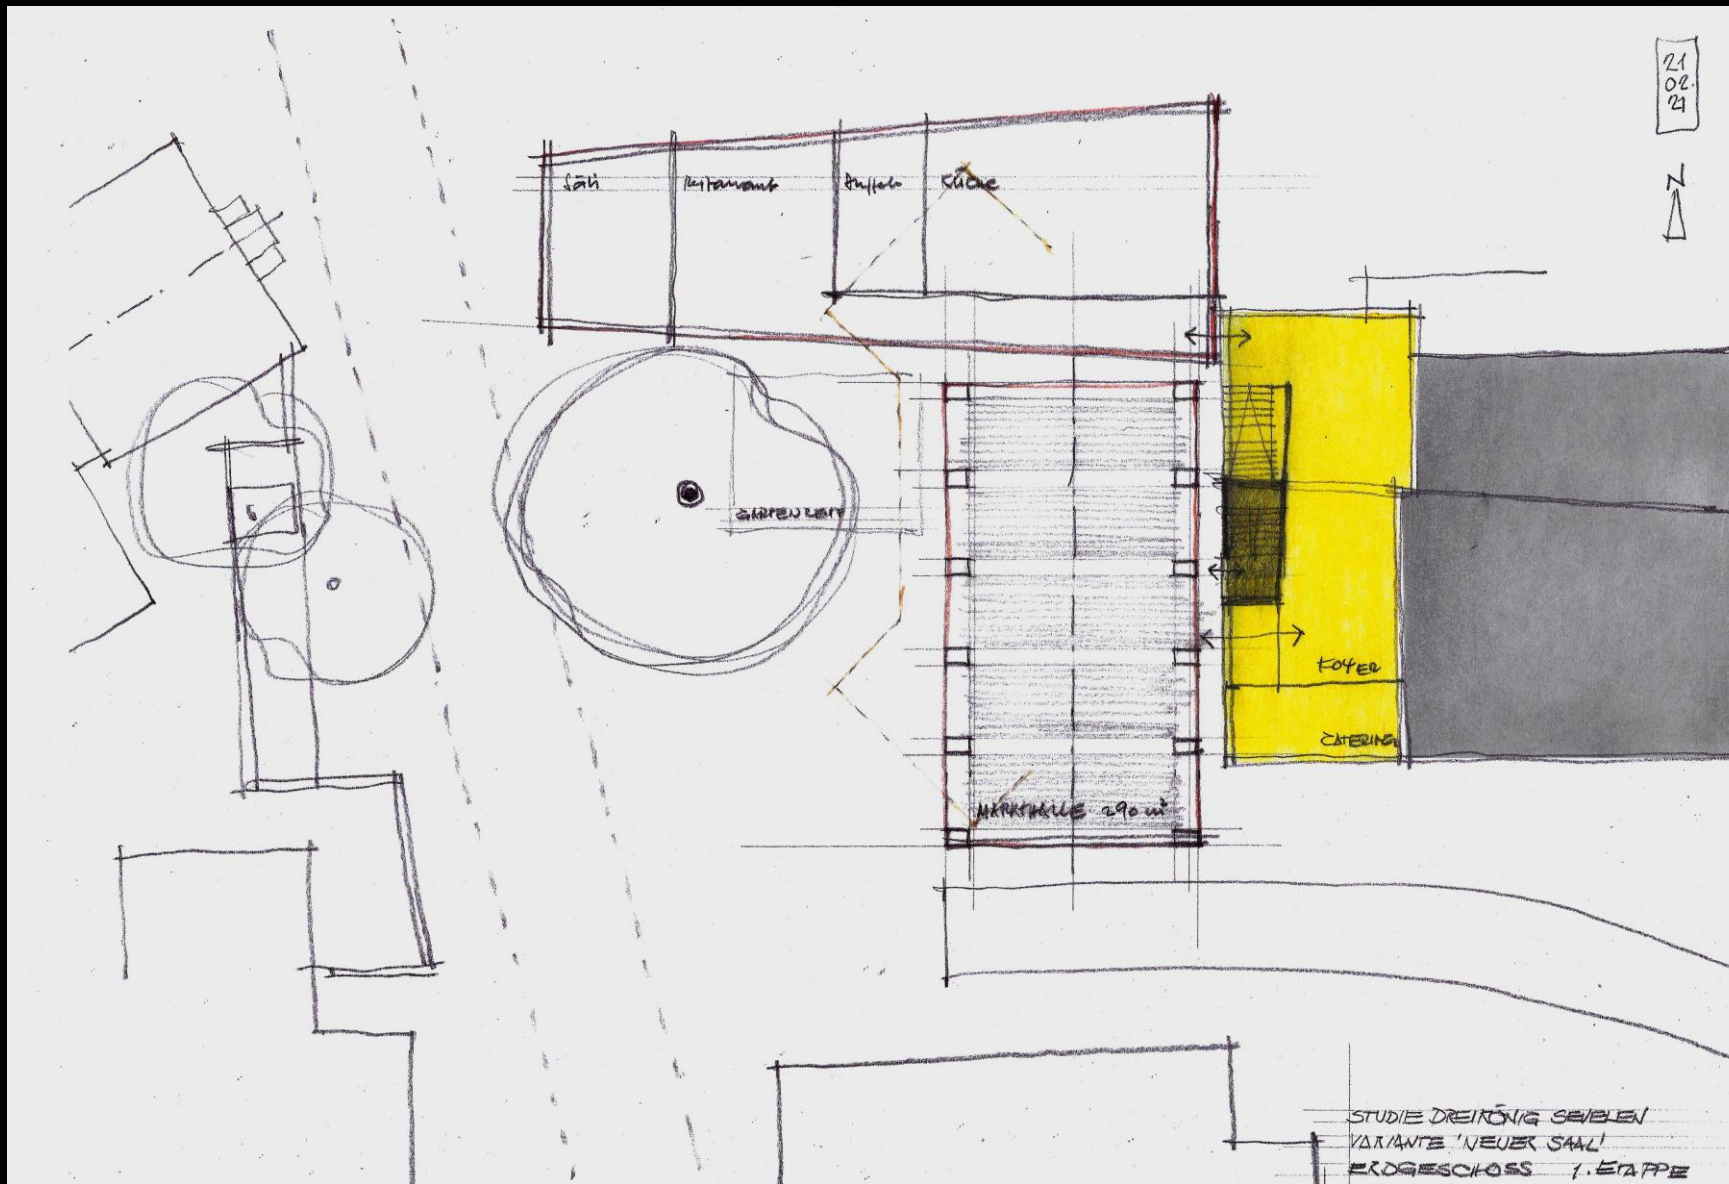 21
02.
21
N
Säli
Restaurant
Buffet
Küche
GARTENREST
FOYER
CATERING
MARKTHALLE 290 m²
STUDIE DREIKÖNIG SEVELEN
VARIANTE 'NEUER SAAL'
ERDGESCHOSS 1. ETAPPE